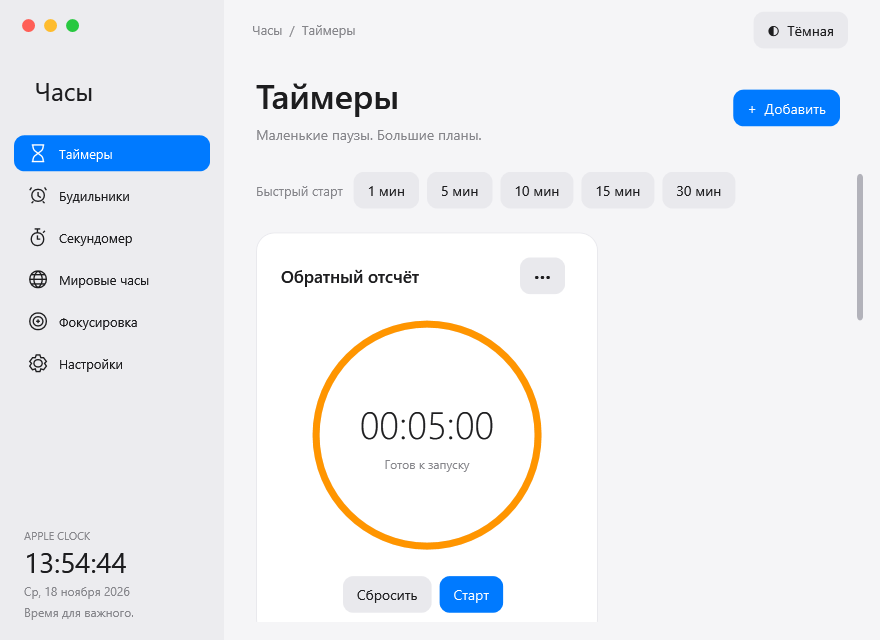 Часы
Таймеры
Будильники
Секундомер
Мировые часы
Фокусировка
Настройки
APPLE CLOCK
13:54:44
Ср, 18 ноября 2026
Время для важного.
Часы / Таймеры
Тёмная
Таймеры
Маленькие паузы. Большие планы.
+ Добавить
Быстрый старт 1 мин 5 мин 10 мин 15 мин 30 мин
Обратный отсчёт
00:05:00
Готов к запуску
Сбросить Старт